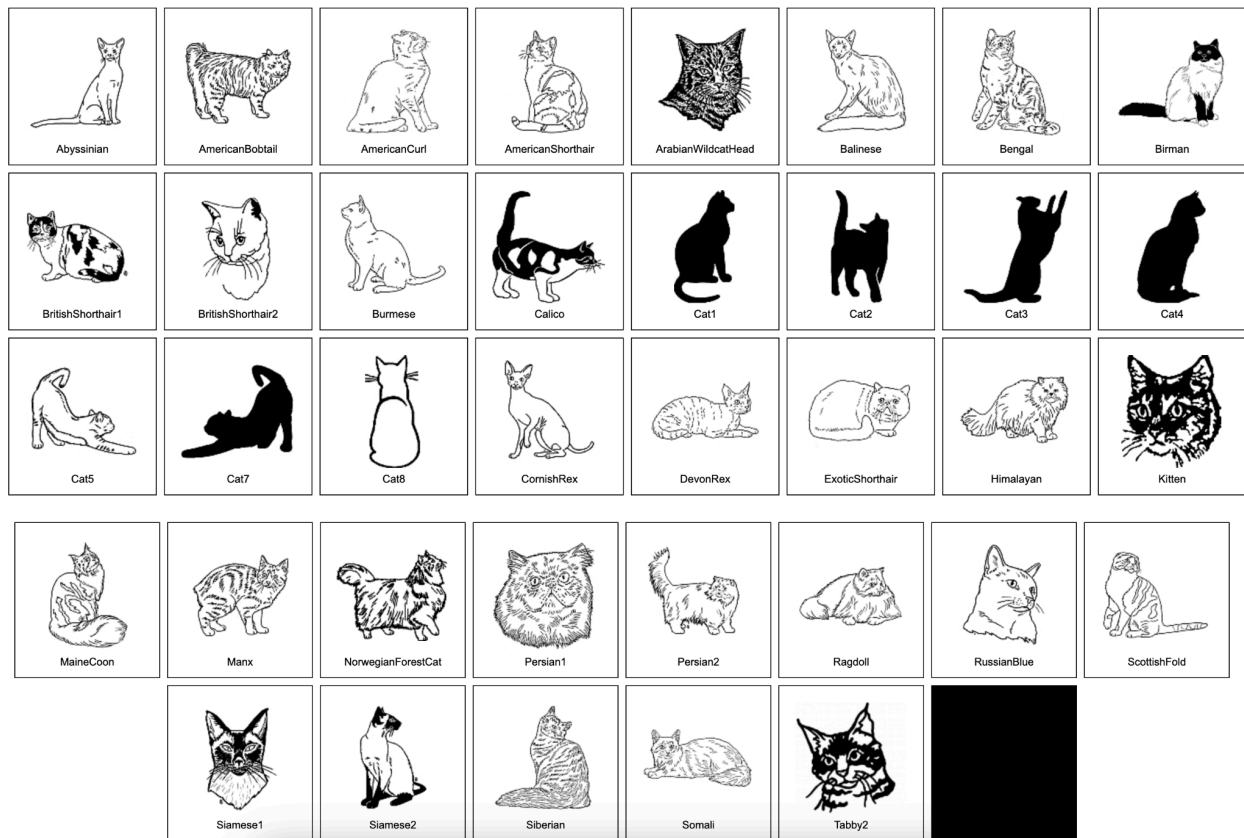 Abyssinian
AmericanBobtail
AmericanCurl
AmericanShorthair
ArabianWildcatHead
Balinese
Bengal
Birman
BritishShorthair1
BritishShorthair2
Burmese
Calico
Cat1
Cat2
Cat3
Cat4
Cat5
Cat7
Cat8
CornishRex
DevonRex
ExoticShorthair
Himalayan
Kitten
MaineCoon
Manx
NorwegianForestCat
Persian1
Persian2
Ragdoll
RussianBlue
ScottishFold
Siamese1
Siamese2
Siberian
Somali
Tabby2